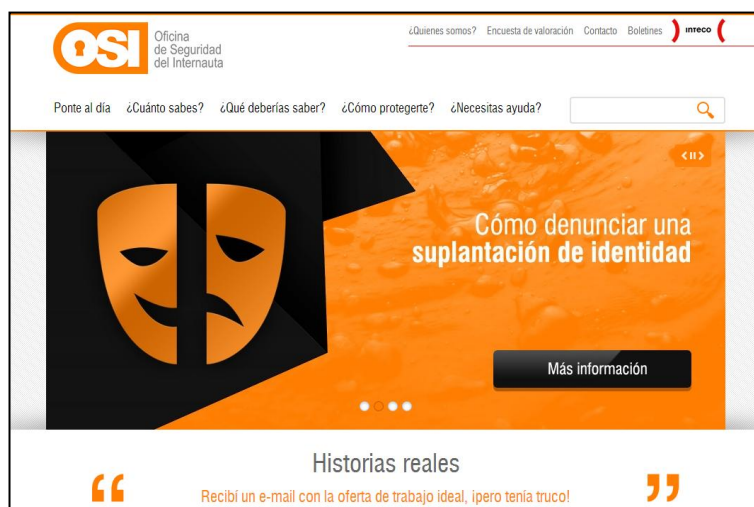 OSI
Oficina
de Seguridad
del Internauta
¿Quienes somos? Encuesta de valoración Contacto Boletines inteco
Ponte al día ¿Cuánto sabes? ¿Qué deberías saber? ¿Cómo protegerte? ¿Necesitas ayuda?
Cómo denunciar una
suplantación de identidad
Más información
Historias reales
“ Recibí un e-mail con la oferta de trabajo ideal, ¡pero tenía truco! ”